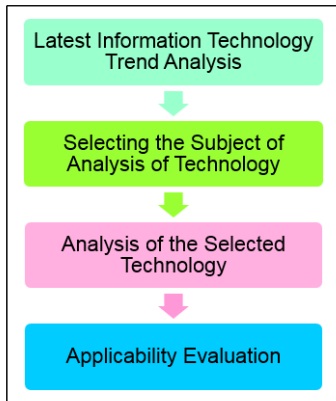 Latest Information Technology
Trend Analysis
Selecting the Subject of
Analysis of Technology
Analysis of the Selected
Technology
Applicability Evaluation